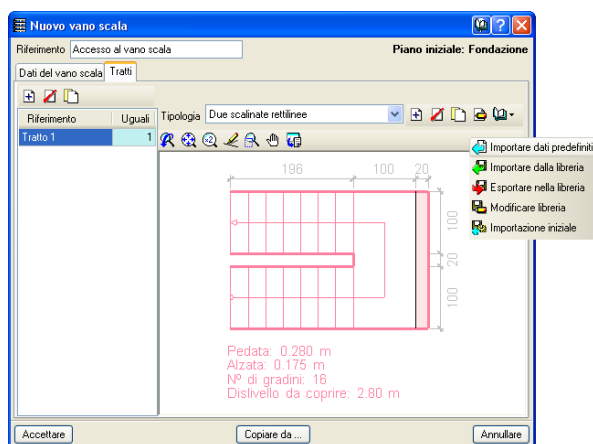 Nuovo vano scala
Riferimento Accesso al vano scala Piano iniziale: Fondazione
Dati del vano scala Tratti
Riferimento Uguali
Tratto 1 1
Tipologia Due scalinate rettilinee
Importare dati predefiniti
Importare dalla libreria
Esportare nella libreria
Modificare libreria
Importazione iniziale
196 100 20
100
20
100
Pedata: 0.280 m
Alzata: 0.175 m
Nº di gradini: 16
Dislivello da coprire: 2.80 m
Accettare Copiare da ... Annullare